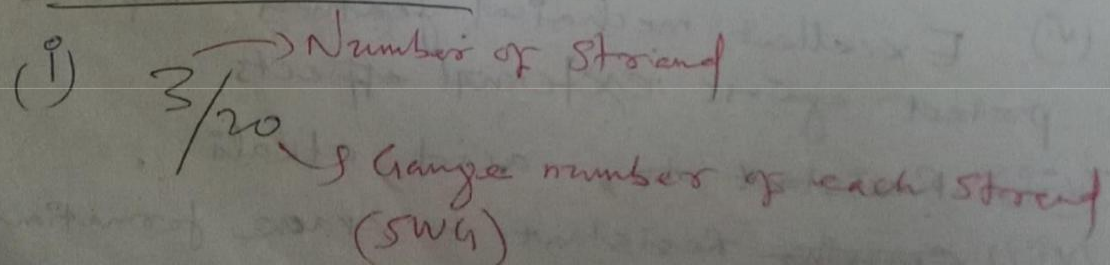 (i) 3/20 → Number of Strand
Gauge number of each Strand
(SWG)